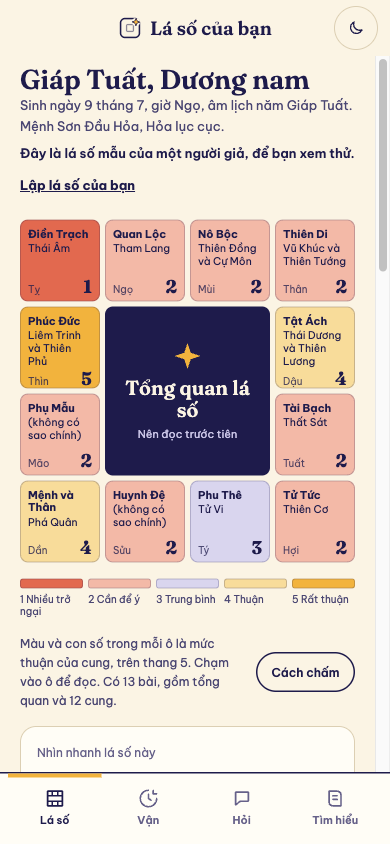 Lá số của bạn
Giáp Tuất, Dương nam
Sinh ngày 9 tháng 7, giờ Ngọ, âm lịch năm Giáp Tuất.
Mệnh Sơn Đầu Hỏa, Hỏa lục cục.
Đây là lá số mẫu của một người giả, để bạn xem thử.
Lập lá số của bạn
Điền Trạch
Thái Âm
Tỵ 1
Quan Lộc
Tham Lang
Ngọ 2
Nô Bộc
Thiên Đồng
và Cự Môn
Mùi 2
Thiên Di
Vũ Khúc và
Thiên Tướng
Thân 2
Phúc Đức
Liêm Trinh
và Thiên
Phủ
Thìn 5
Tổng quan lá
số
Nên đọc trước tiên
Tật Ách
Thái Dương
và Thiên
Lương
Dậu 4
Phụ Mẫu
(không có
sao chính)
Mão 2
Tài Bạch
Thất Sát
Tuất 2
Mệnh và
Thân
Phá Quân
Dần 4
Huynh Đệ
(không có
sao chính)
Sửu 2
Phu Thê
Tử Vi
Tý 3
Tử Tức
Thiên Cơ
Hợi 2
1 Nhiều trở
ngại
2 Cần để ý
3 Trung bình
4 Thuận
5 Rất thuận
Màu và con số trong mỗi ô là mức
thuận của cung, trên thang 5. Chạm
vào ô để đọc. Có 13 bài, gồm tổng
quan và 12 cung.
Cách chấm
Nhìn nhanh lá số này
Lá số
Vận
Hỏi
Tìm hiểu